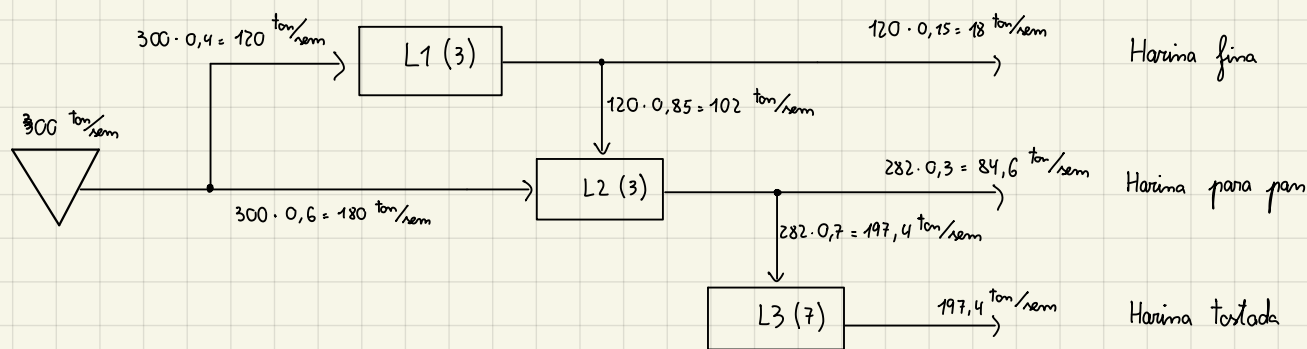 300 · 0,4 = 120 ton/sem
L1 (3)
120 · 0,15 = 18 ton/sem
Harina fina
300 ton/sem
120 · 0,85 = 102 ton/sem
300 · 0,6 = 180 ton/sem
L2 (3)
282 · 0,3 = 84,6 ton/sem
Harina para pan
282 · 0,7 = 197,4 ton/sem
L3 (7)
197,4 ton/sem
Harina tostada